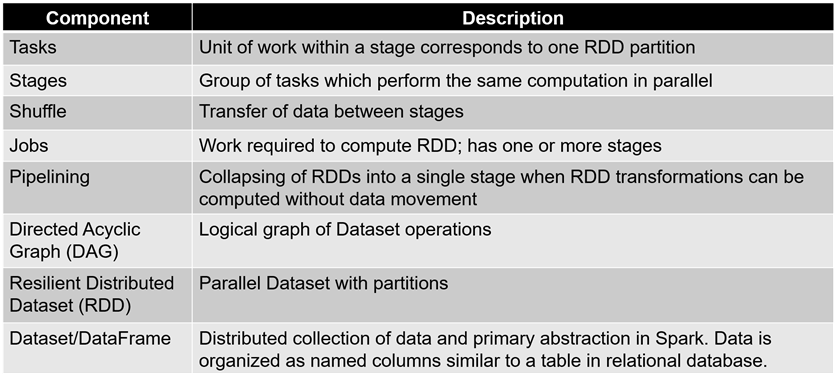 Component Description
Tasks Unit of work within a stage corresponds to one RDD partition
Stages Group of tasks which perform the same computation in parallel
Shuffle Transfer of data between stages
Jobs Work required to compute RDD; has one or more stages
Pipelining Collapsing of RDDs into a single stage when RDD transformations can be
computed without data movement
Directed Acyclic Logical graph of Dataset operations
Graph (DAG)
Resilient Distributed Parallel Dataset with partitions
Dataset (RDD)
Dataset/DataFrame Distributed collection of data and primary abstraction in Spark. Data is
organized as named columns similar to a table in relational database.